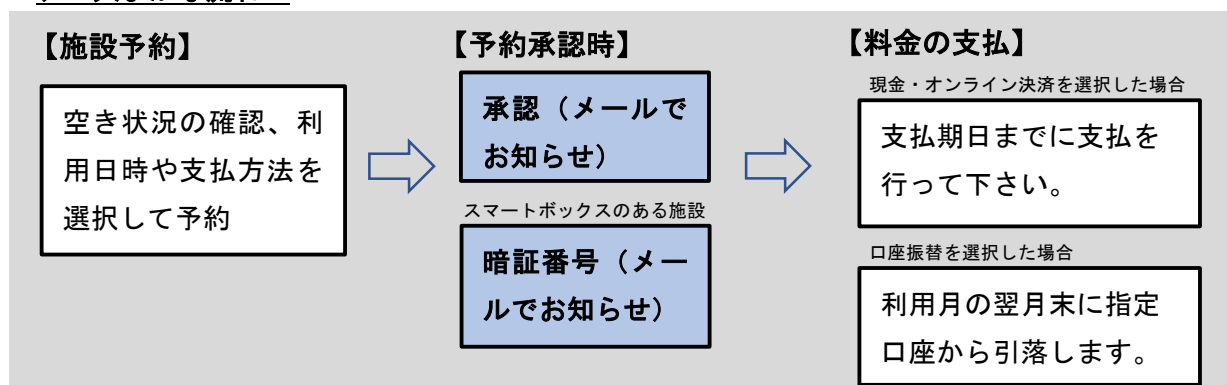 【施設予約】
空き状況の確認、利
用日時や支払方法を
選択して予約
【予約承認時】
承認（メールで
お知らせ）
スマートボックスのある施設
暗証番号（メー
ルでお知らせ）
【料金の支払】
現金・オンライン決済を選択した場合
支払期日までに支払を
行って下さい。
口座振替を選択した場合
利用月の翌月末に指定
口座から引落します。